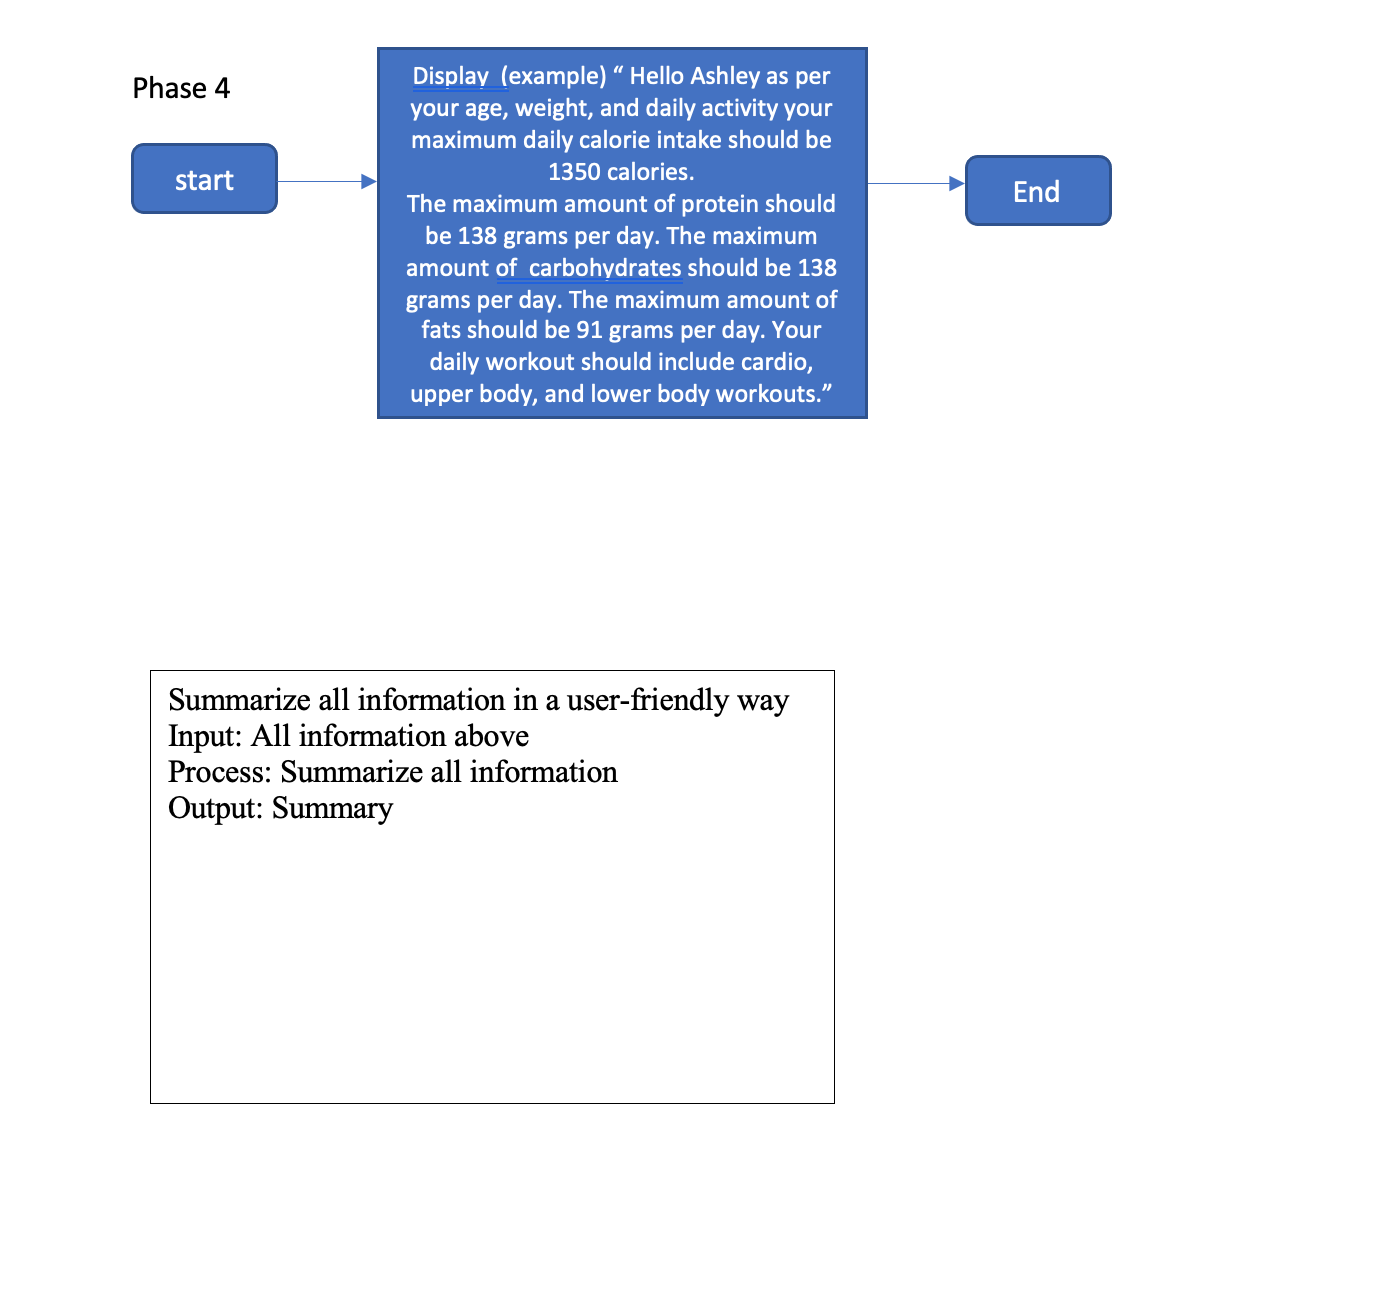 Phase 4
start
Display  (example) “ Hello Ashley as per
your age, weight, and daily activity your
maximum daily calorie intake should be
1350 calories.
The maximum amount of protein should
be 138 grams per day. The maximum
amount of  carbohydrates should be 138
grams per day. The maximum amount of
fats should be 91 grams per day. Your
daily workout should include cardio,
upper body, and lower body workouts.”
End
Summarize all information in a user-friendly way
Input: All information above
Process: Summarize all information
Output: Summary